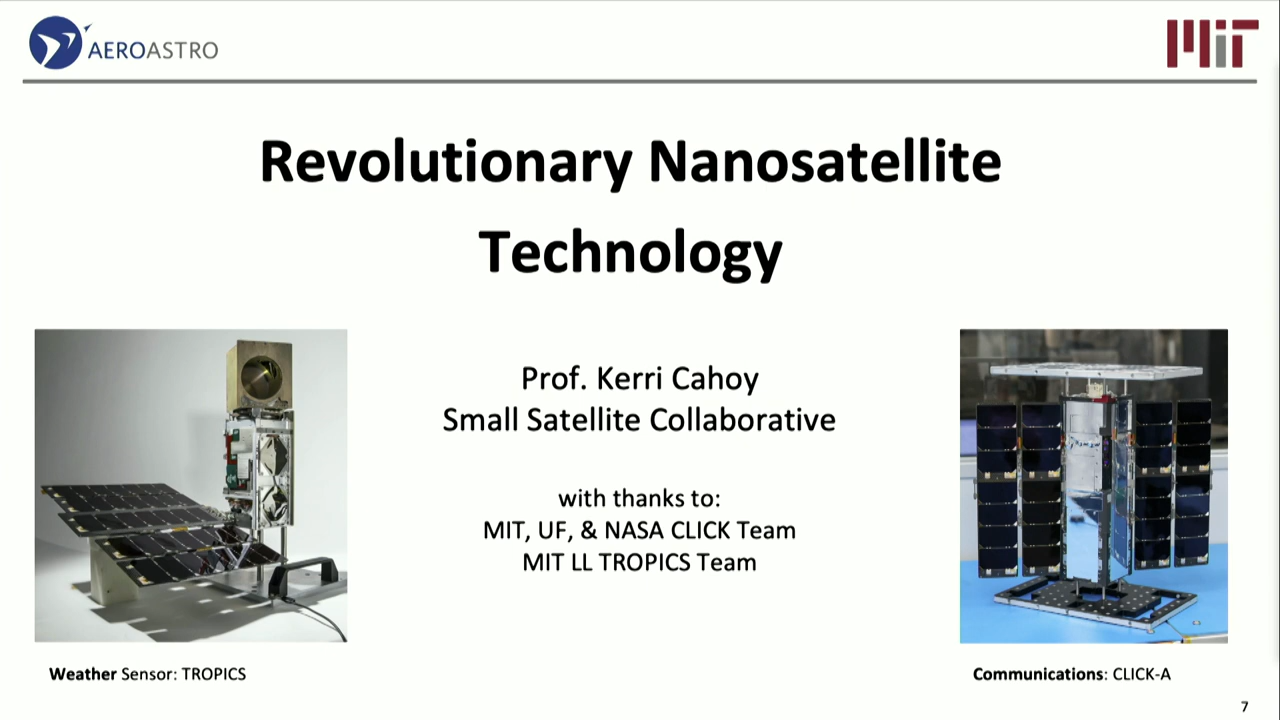 AEROASTRO
MIT
Revolutionary Nanosatellite
Technology
Prof. Kerri Cahoy
Small Satellite Collaborative
with thanks to:
MIT, UF, & NASA CLICK Team
MIT LL TROPICS Team
Weather Sensor: TROPICS
Communications: CLICK-A
7